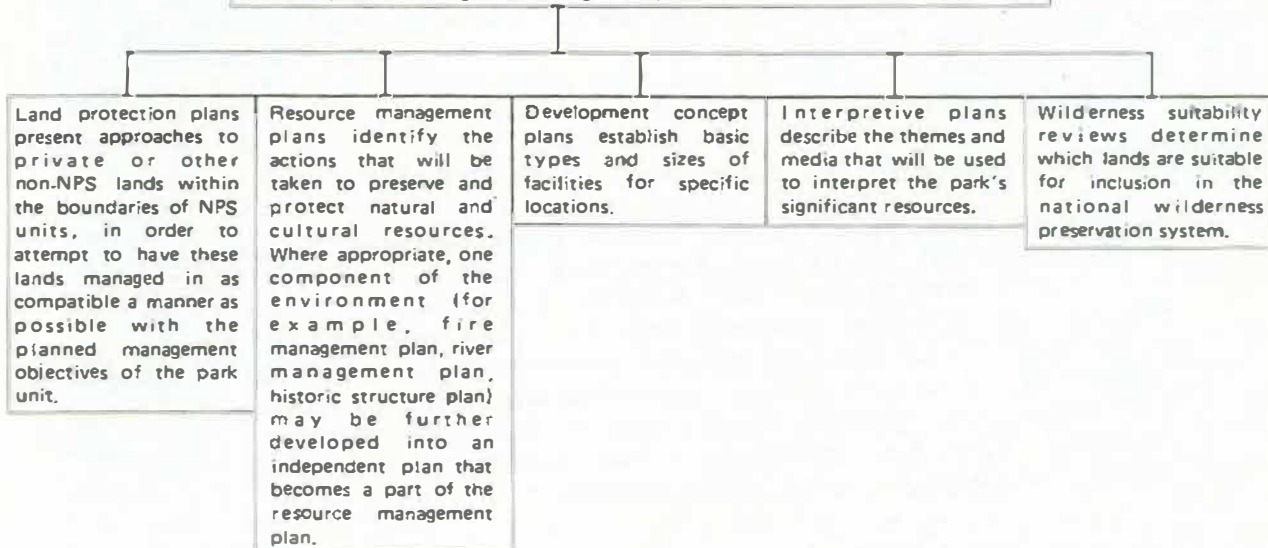 Land protection plans
present approaches to
private or other
non-NPS lands within
the boundaries of NPS
units, in order to
attempt to have these
lands managed in as
compatible a manner as
possible with the
planned management
objectives of the park
unit.
Resource management
plans identify the
actions that will be
taken to preserve and
protect natural and
cultural resources.
Where appropriate, one
component of the
environment (for
example, fire
management plan, river
management plan,
historic structure plan)
may be further
developed into an
independent plan that
becomes a part of the
resource management
plan.
Development concept
plans establish basic
types and sizes of
facilities for specific
locations.
Interpretive plans
describe the themes and
media that will be used
to interpret the park's
significant resources.
Wilderness suitability
reviews determine
which lands are suitable
for inclusion in the
national wilderness
preservation system.